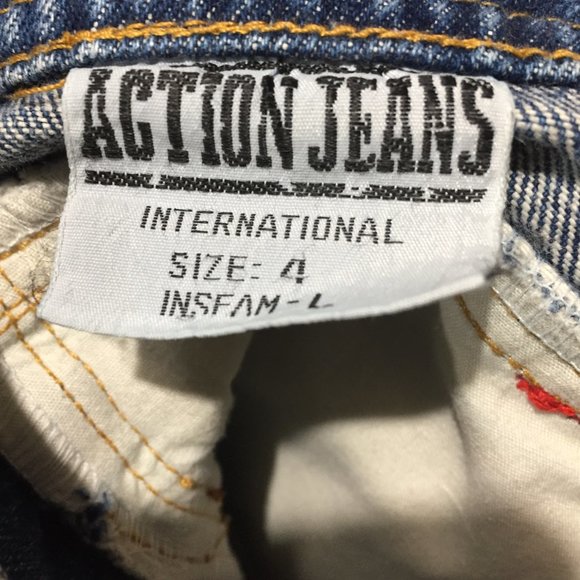 ACTION JEANS
INTERNATIONAL
SIZE: 4
INSEAM-L